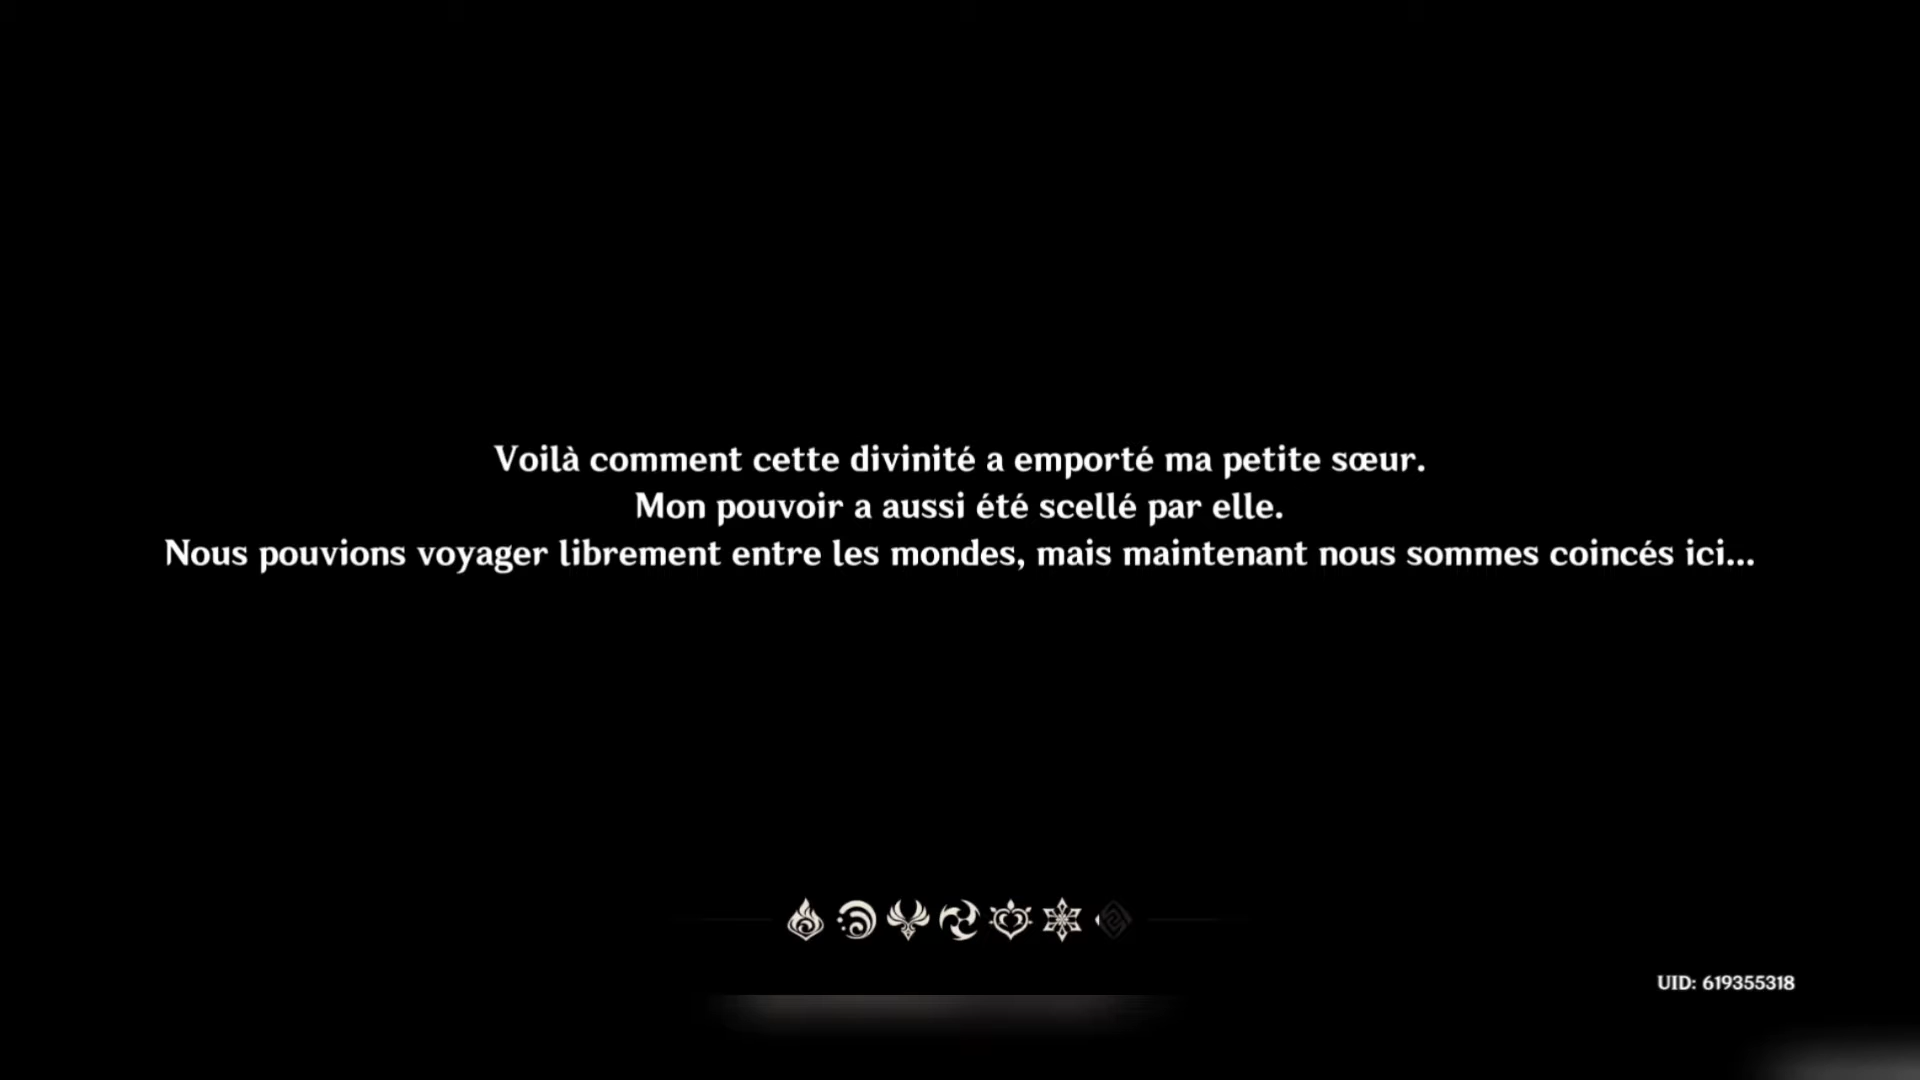 Voilà comment cette divinité a emporté ma petite sœur.
Mon pouvoir a aussi été scellé par elle.
Nous pouvions voyager librement entre les mondes, mais maintenant nous sommes coincés ici...
UID: 619355318